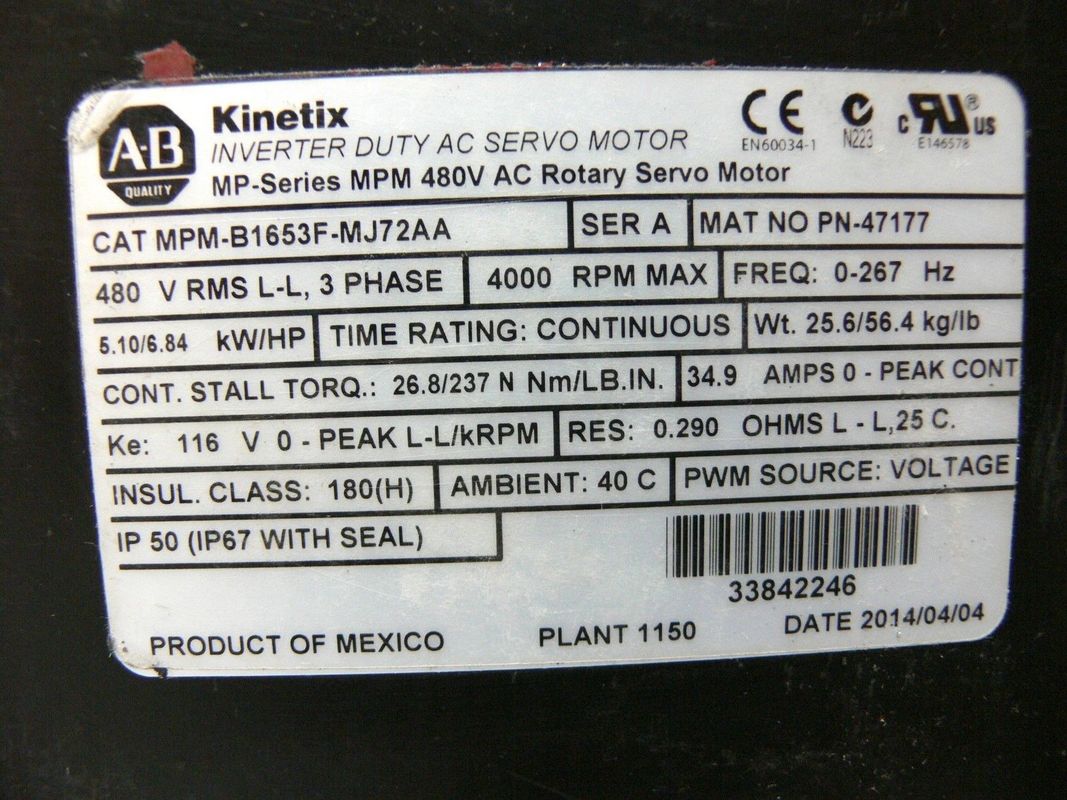 A-B
QUALITY
Kinetix
INVERTER DUTY AC SERVO MOTOR
MP-Series MPM 480V AC Rotary Servo Motor
CE
EN60034-1
N223
c RU ® US
E146578
CAT MPM-B1653F-MJ72AA SER A MAT NO PN-47177
480 V RMS L-L, 3 PHASE 4000 RPM MAX FREQ: 0-267 Hz
5.10/6.84 kW/HP TIME RATING: CONTINUOUS Wt. 25.6/56.4 kg/lb
CONT. STALL TORQ.: 26.8/237 N Nm/LB.IN. 34.9 AMPS 0 - PEAK CONT
Ke: 116 V 0 - PEAK L-L/kRPM RES: 0.290 OHMS L - L,25 C.
INSUL. CLASS: 180(H) AMBIENT: 40 C PWM SOURCE: VOLTAGE
IP 50 (IP67 WITH SEAL)
33842246
PRODUCT OF MEXICO PLANT 1150 DATE 2014/04/04